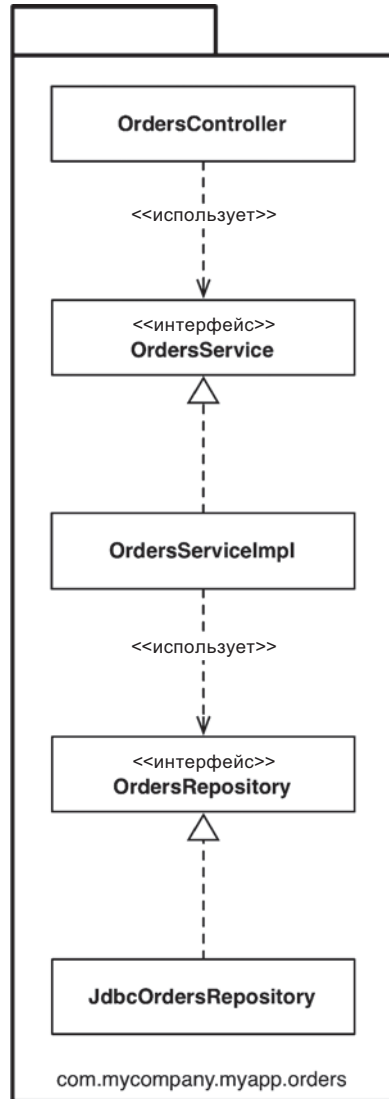 OrdersController
<<использует>>
<<интерфейс>>
OrdersService
OrdersServiceImpl
<<использует>>
<<интерфейс>>
OrdersRepository
JdbcOrdersRepository
com.mycompany.myapp.orders